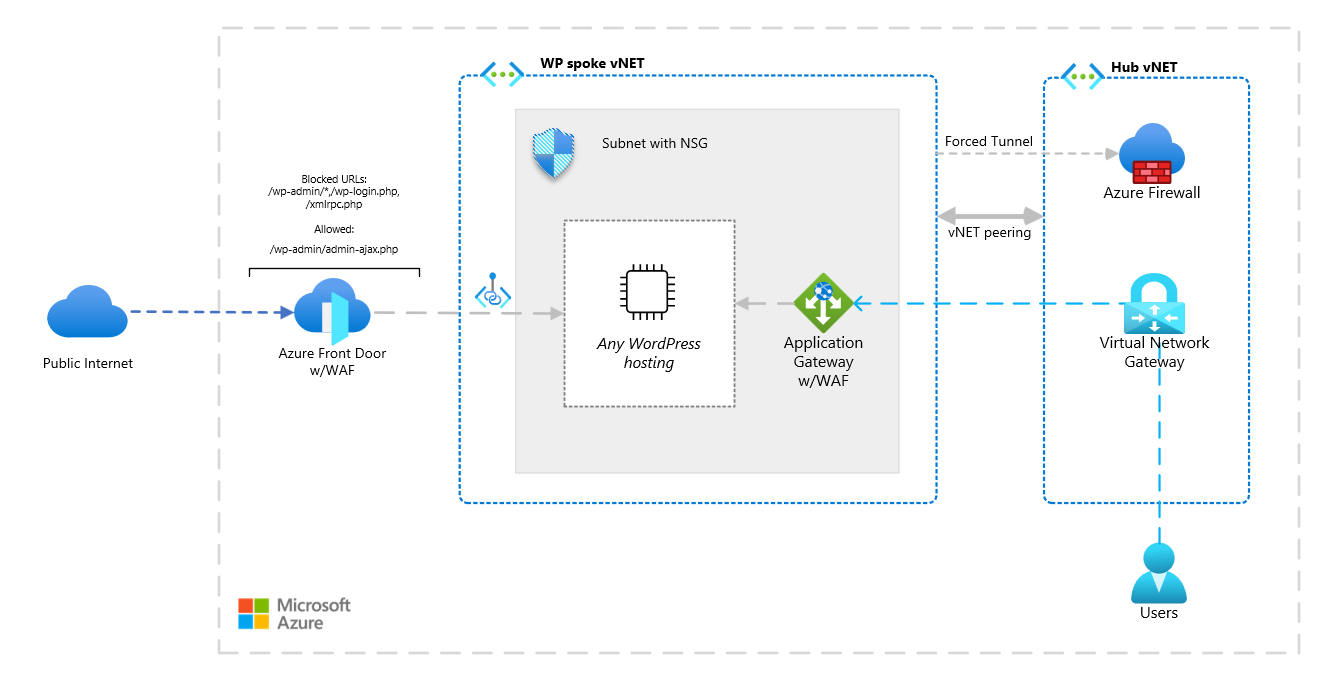 WP spoke vNET
Hub vNET
Subnet with NSG
Forced Tunnel
Blocked URLs:
/wp-admin/*,/wp-login.php,
/xmlrpc.php
Allowed:
/wp-admin/admin-ajax.php
Azure Firewall
vNET peering
Public Internet
Azure Front Door
w/WAF
Any WordPress
hosting
Application
Gateway
w/WAF
Virtual Network
Gateway
Microsoft
Azure
Users